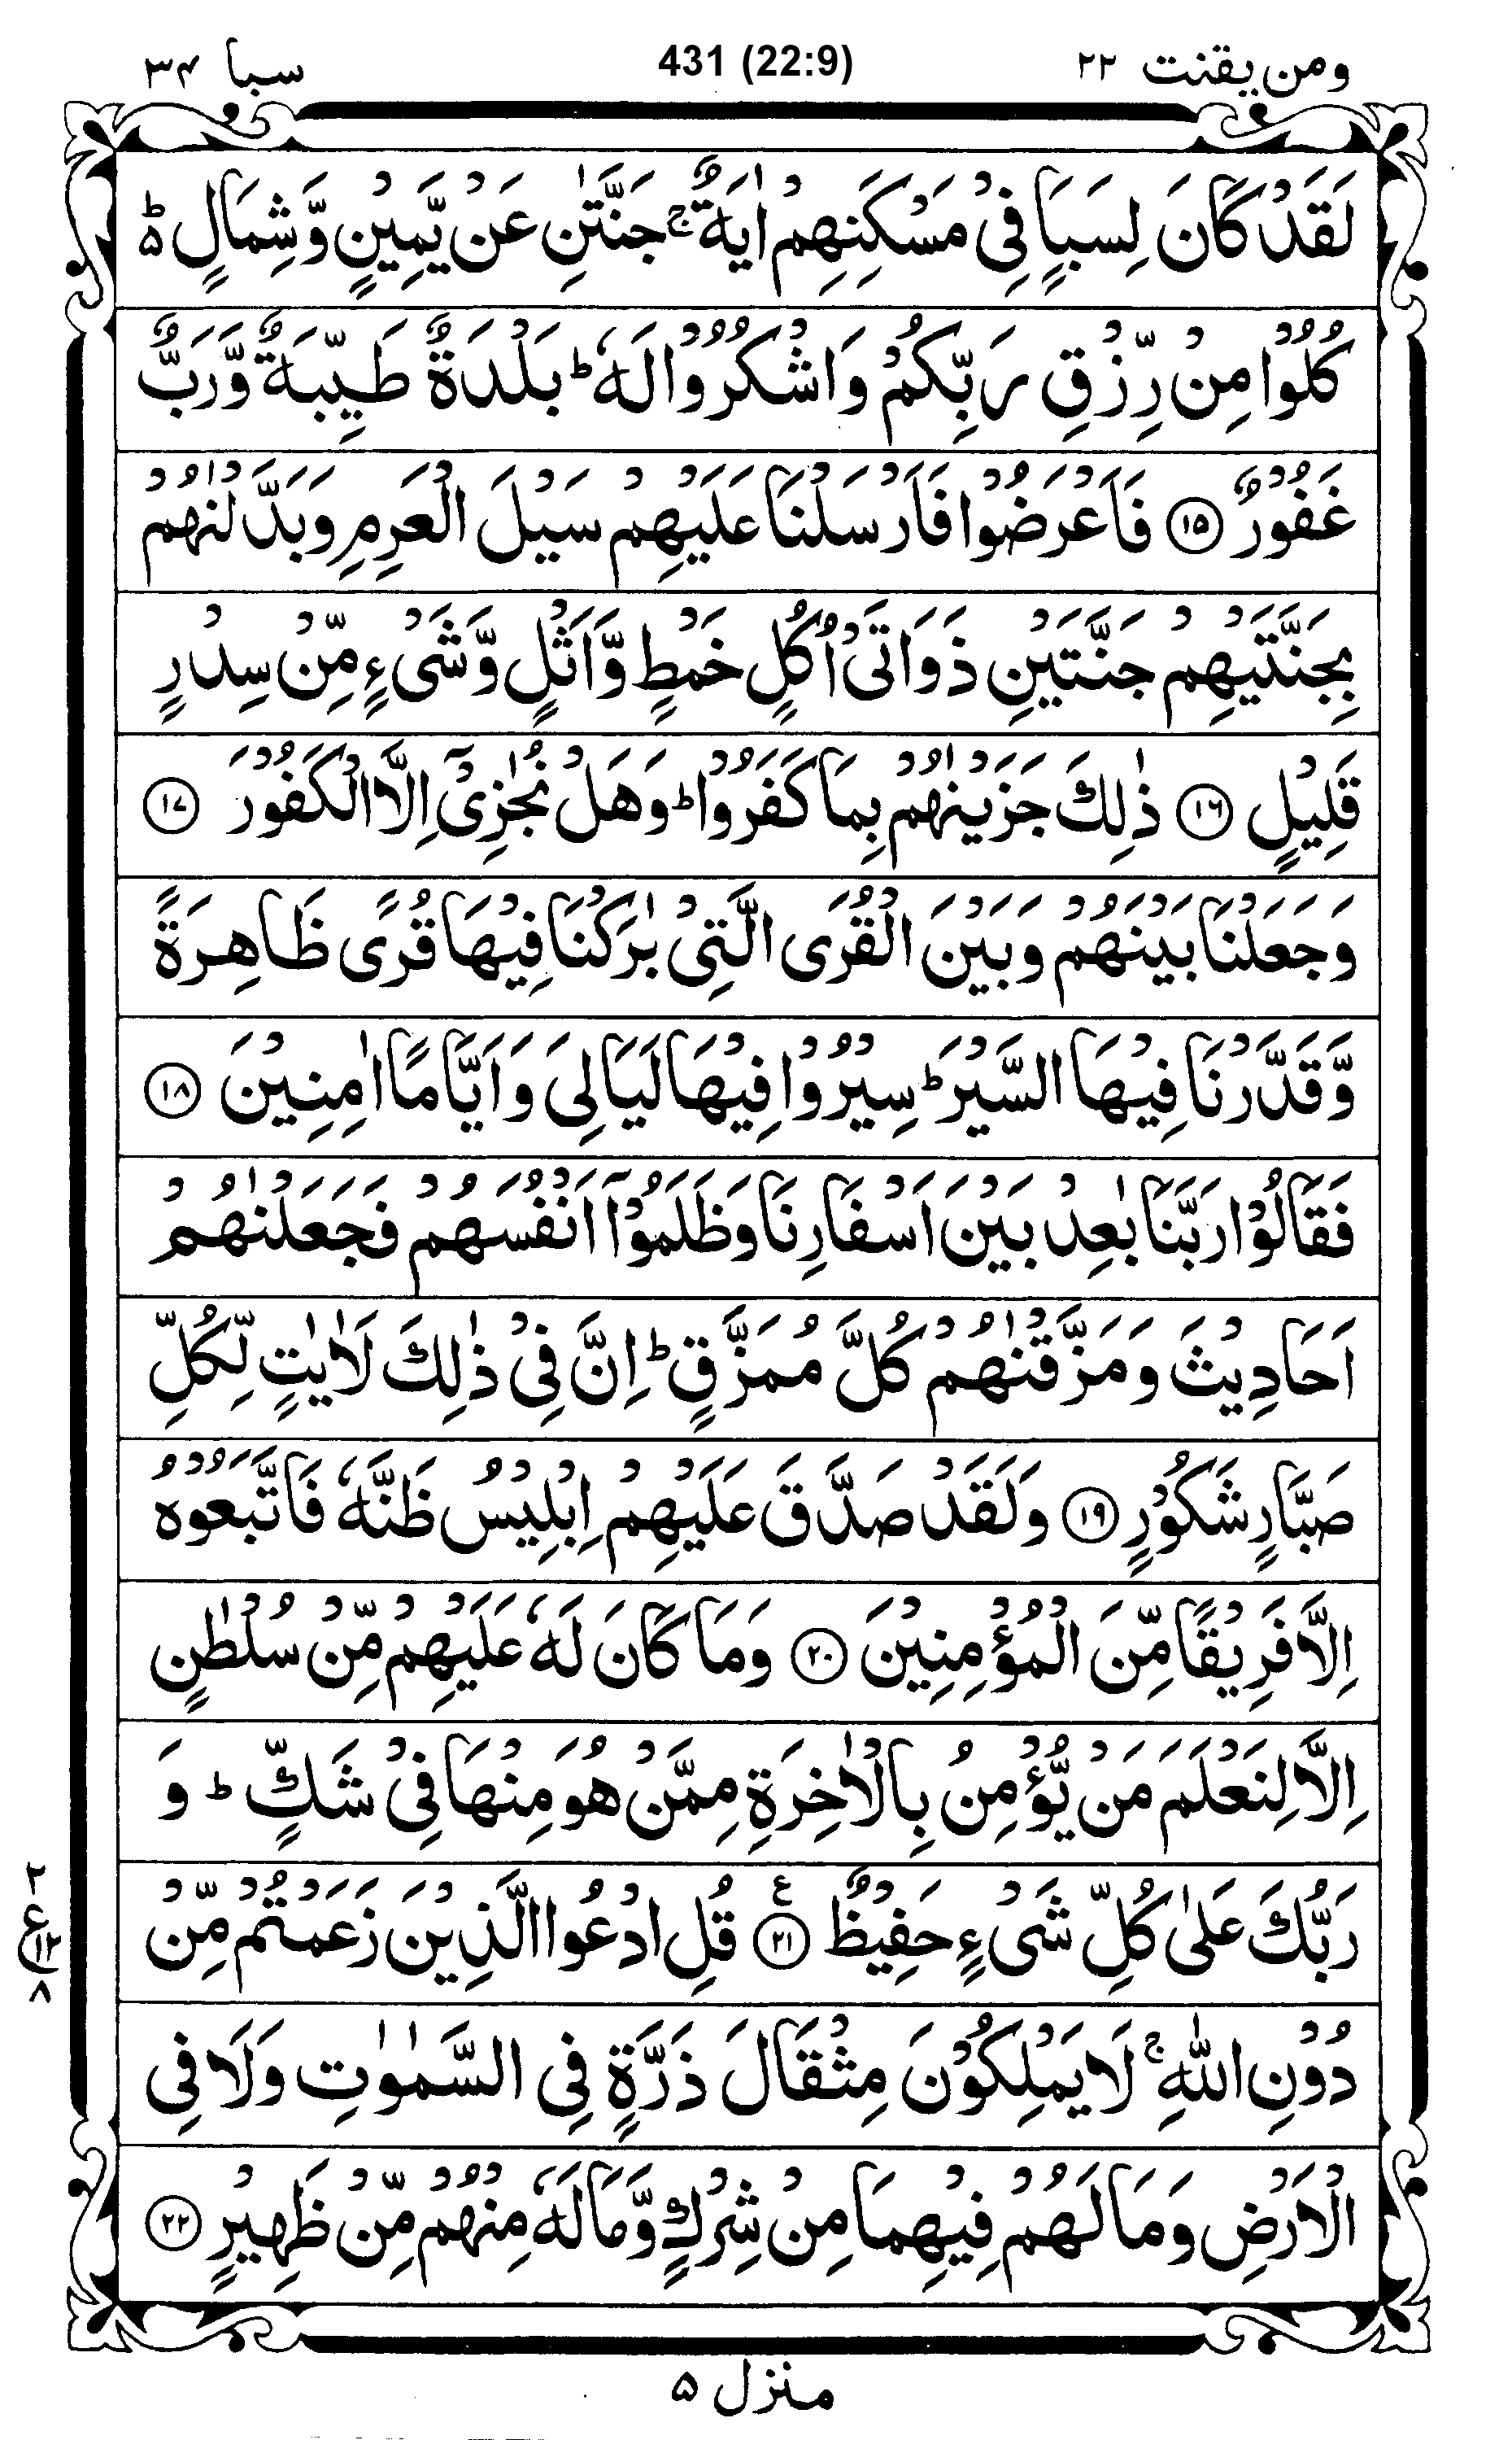 ومن يقنت ٢٢ 431 (22:9) سبا ٣٤
لَقَدْ كَانَ لِسَبَاٍ فِیْ مَسْكَنِهِمْ اٰیَةٌ ۚ جَنَّتٰنِ عَنْ یَّمِیْنٍ وَّشِمَالٍ ؕ۬
كُلُوْا مِنْ رِّزْقِ رَبِّكُمْ وَاشْكُرُوْا لَهٗ ؕ بَلْدَةٌ طَیِّبَةٌ وَّرَبٌّ
غَفُوْرٌ ﴿١٥﴾ فَاَعْرَضُوْا فَاَرْسَلْنَا عَلَیْهِمْ سَیْلَ الْعَرِمِ وَبَدَّلْنٰهُمْ
بِجَنَّتَیْهِمْ جَنَّتَیْنِ ذَوَاتَیْ اُكُلٍ خَمْطٍ وَّاَثْلٍ وَّشَیْءٍ مِّنْ سِدْرٍ
قَلِیْلٍ ﴿١٦﴾ ذٰلِكَ جَزَیْنٰهُمْ بِمَا كَفَرُوْا ؕ وَهَلْ نُجٰزِیْۤ اِلَّا الْكَفُوْرَ ﴿١٧﴾
وَجَعَلْنَا بَیْنَهُمْ وَبَیْنَ الْقُرَی الَّتِیْ بٰرَكْنَا فِیْهَا قُرًی ظَاهِرَةً
وَّقَدَّرْنَا فِیْهَا السَّیْرَ ؕ سِیْرُوْا فِیْهَا لَیَالِیَ وَاَیَّامًا اٰمِنِیْنَ ﴿١٨﴾
فَقَالُوْا رَبَّنَا بٰعِدْ بَیْنَ اَسْفَارِنَا وَظَلَمُوْۤا اَنْفُسَهُمْ فَجَعَلْنٰهُمْ
اَحَادِیْثَ وَمَزَّقْنٰهُمْ كُلَّ مُمَزَّقٍ ؕ اِنَّ فِیْ ذٰلِكَ لَاٰیٰتٍ لِّكُلِّ
صَبَّارٍ شَكُوْرٍ ﴿١٩﴾ وَلَقَدْ صَدَّقَ عَلَیْهِمْ اِبْلِیْسُ ظَنَّهٗ فَاتَّبَعُوْهُ
اِلَّا فَرِیْقًا مِّنَ الْمُؤْمِنِیْنَ ﴿٢٠﴾ وَمَا كَانَ لَهٗ عَلَیْهِمْ مِّنْ سُلْطٰنٍ
اِلَّا لِنَعْلَمَ مَنْ یُّؤْمِنُ بِالْاٰخِرَةِ مِمَّنْ هُوَ مِنْهَا فِیْ شَكٍّ ؕ وَ
رَبُّكَ عَلٰی كُلِّ شَیْءٍ حَفِیْظٌ ﴿٢١﴾ ع قُلِ ادْعُوا الَّذِیْنَ زَعَمْتُمْ مِّنْ
٢ ع ١٢ ٨
دُوْنِ اللّٰهِ ۚ لَا یَمْلِكُوْنَ مِثْقَالَ ذَرَّةٍ فِی السَّمٰوٰتِ وَلَا فِی
الْاَرْضِ وَمَا لَهُمْ فِیْهِمَا مِنْ شِرْكٍ وَّمَا لَهٗ مِنْهُمْ مِّنْ ظَهِیْرٍ ﴿٢٢﴾
منزل ۵